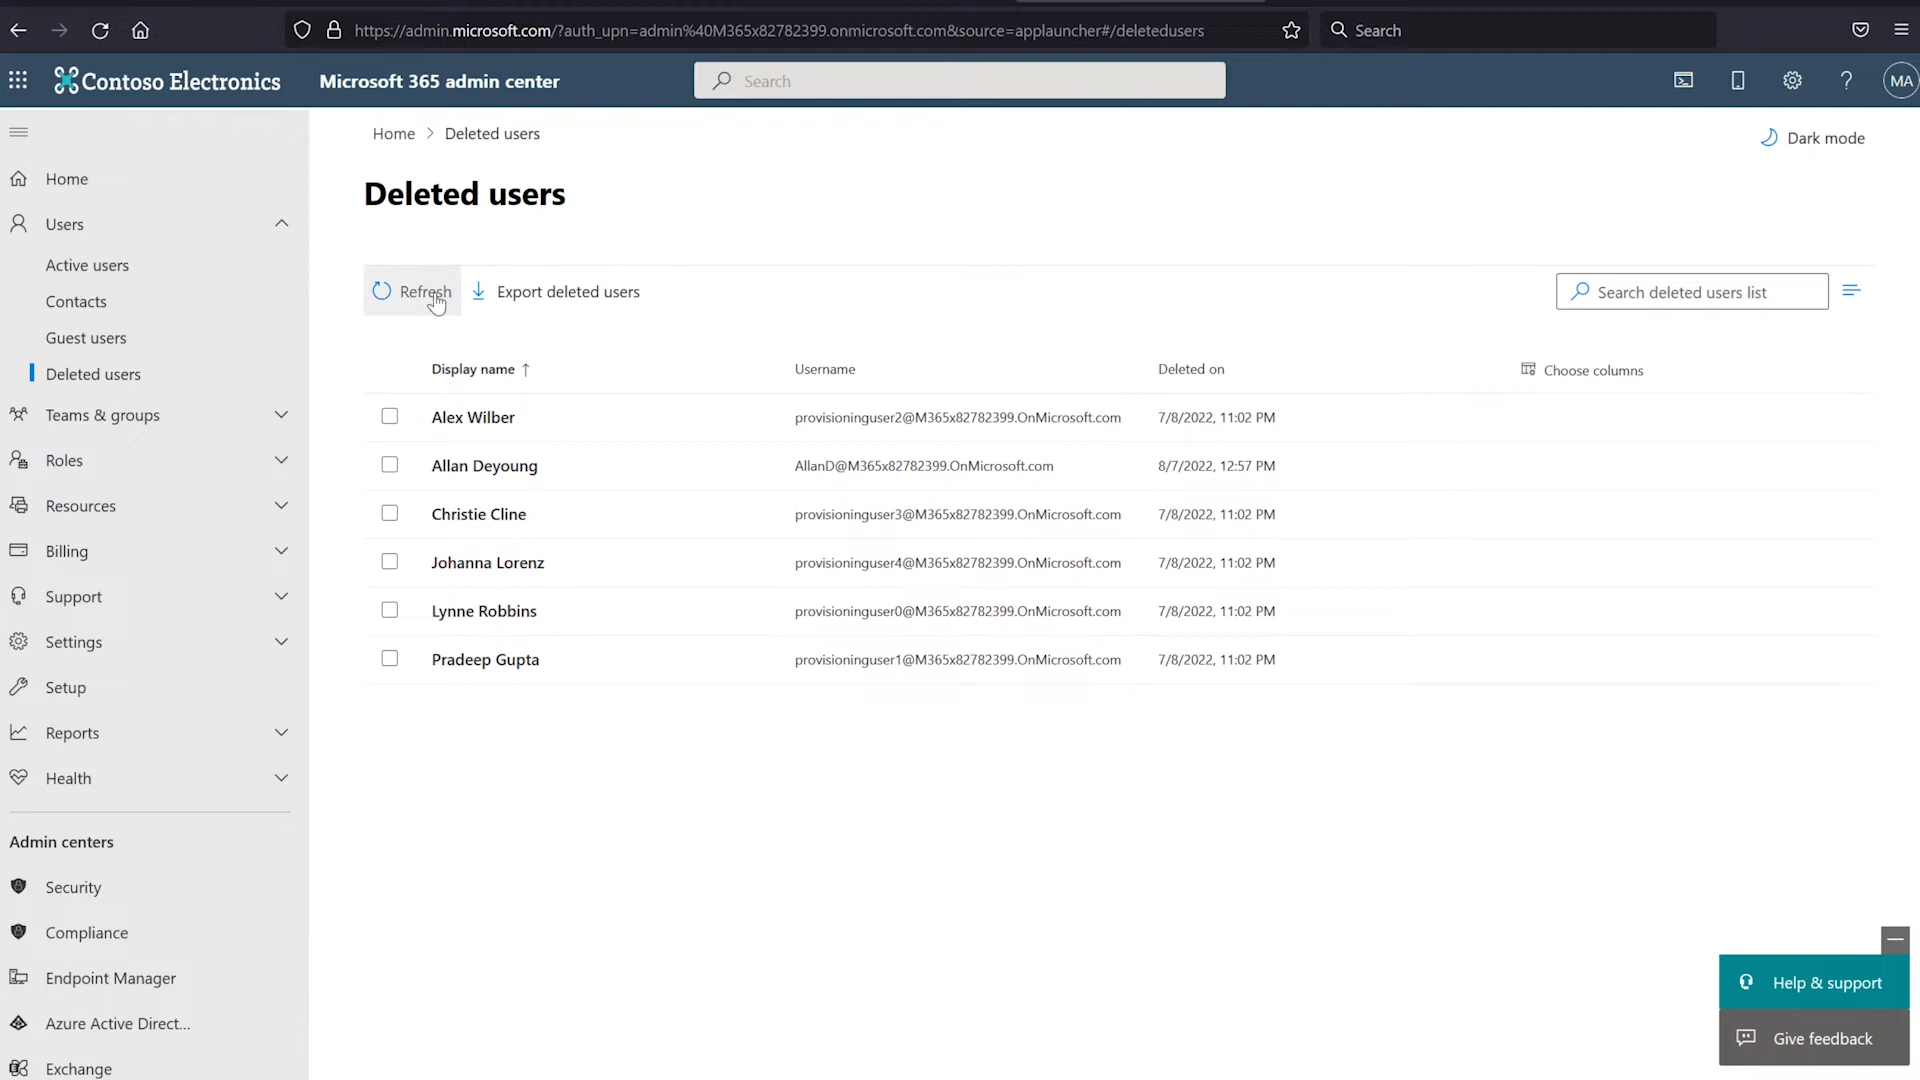 https://admin.microsoft.com/?auth_upn=admin%40M365x82782399.onmicrosoft.com&source=applauncher#/deletedusers
Search
Contoso Electronics
Microsoft 365 admin center
Search
?
MA
Home
Users
Active users
Contacts
Guest users
Deleted users
Teams & groups
Roles
Resources
Billing
Support
Settings
Setup
Reports
Health
Admin centers
Security
Compliance
Endpoint Manager
Azure Active Direct...
Exchange
Home > Deleted users
Dark mode
Deleted users
Refresh
Export deleted users
Search deleted users list
Display name ↑ Username Deleted on Choose columns
Alex Wilber provisioninguser2@M365x82782399.OnMicrosoft.com 7/8/2022, 11:02 PM
Allan Deyoung AllanD@M365x82782399.OnMicrosoft.com 8/7/2022, 12:57 PM
Christie Cline provisioninguser3@M365x82782399.OnMicrosoft.com 7/8/2022, 11:02 PM
Johanna Lorenz provisioninguser4@M365x82782399.OnMicrosoft.com 7/8/2022, 11:02 PM
Lynne Robbins provisioninguser0@M365x82782399.OnMicrosoft.com 7/8/2022, 11:02 PM
Pradeep Gupta provisioninguser1@M365x82782399.OnMicrosoft.com 7/8/2022, 11:02 PM
Help & support
Give feedback